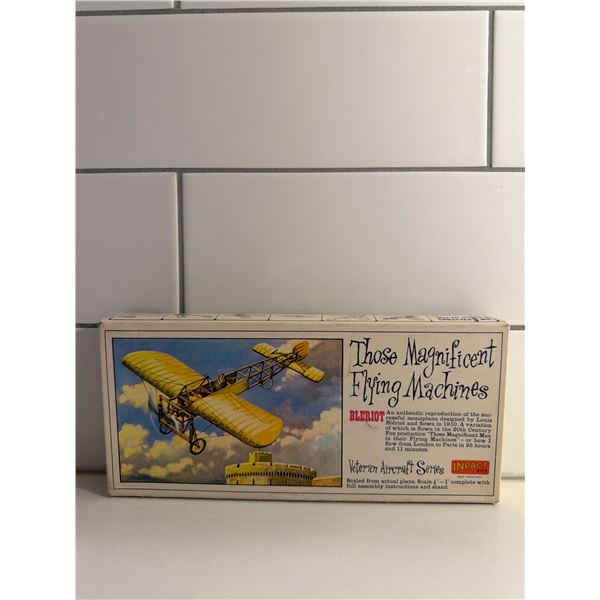 Those Magnificent
Flying Machines
BLERIOT An authentic reproduction of the suc-
cessful monoplane designed by Louis
Blériot and flown in 1910. A variation
of which is flown in the 20th Century
Fox production "Those Magnificent Men
in their Flying Machines"—or how I
flew from London to Paris in 25 hours
and 11 minutes.
Veteran Aircraft Series
INPACT
Scaled from actual plans. Scale ¼"—1' complete with
full assembly instructions and stand.